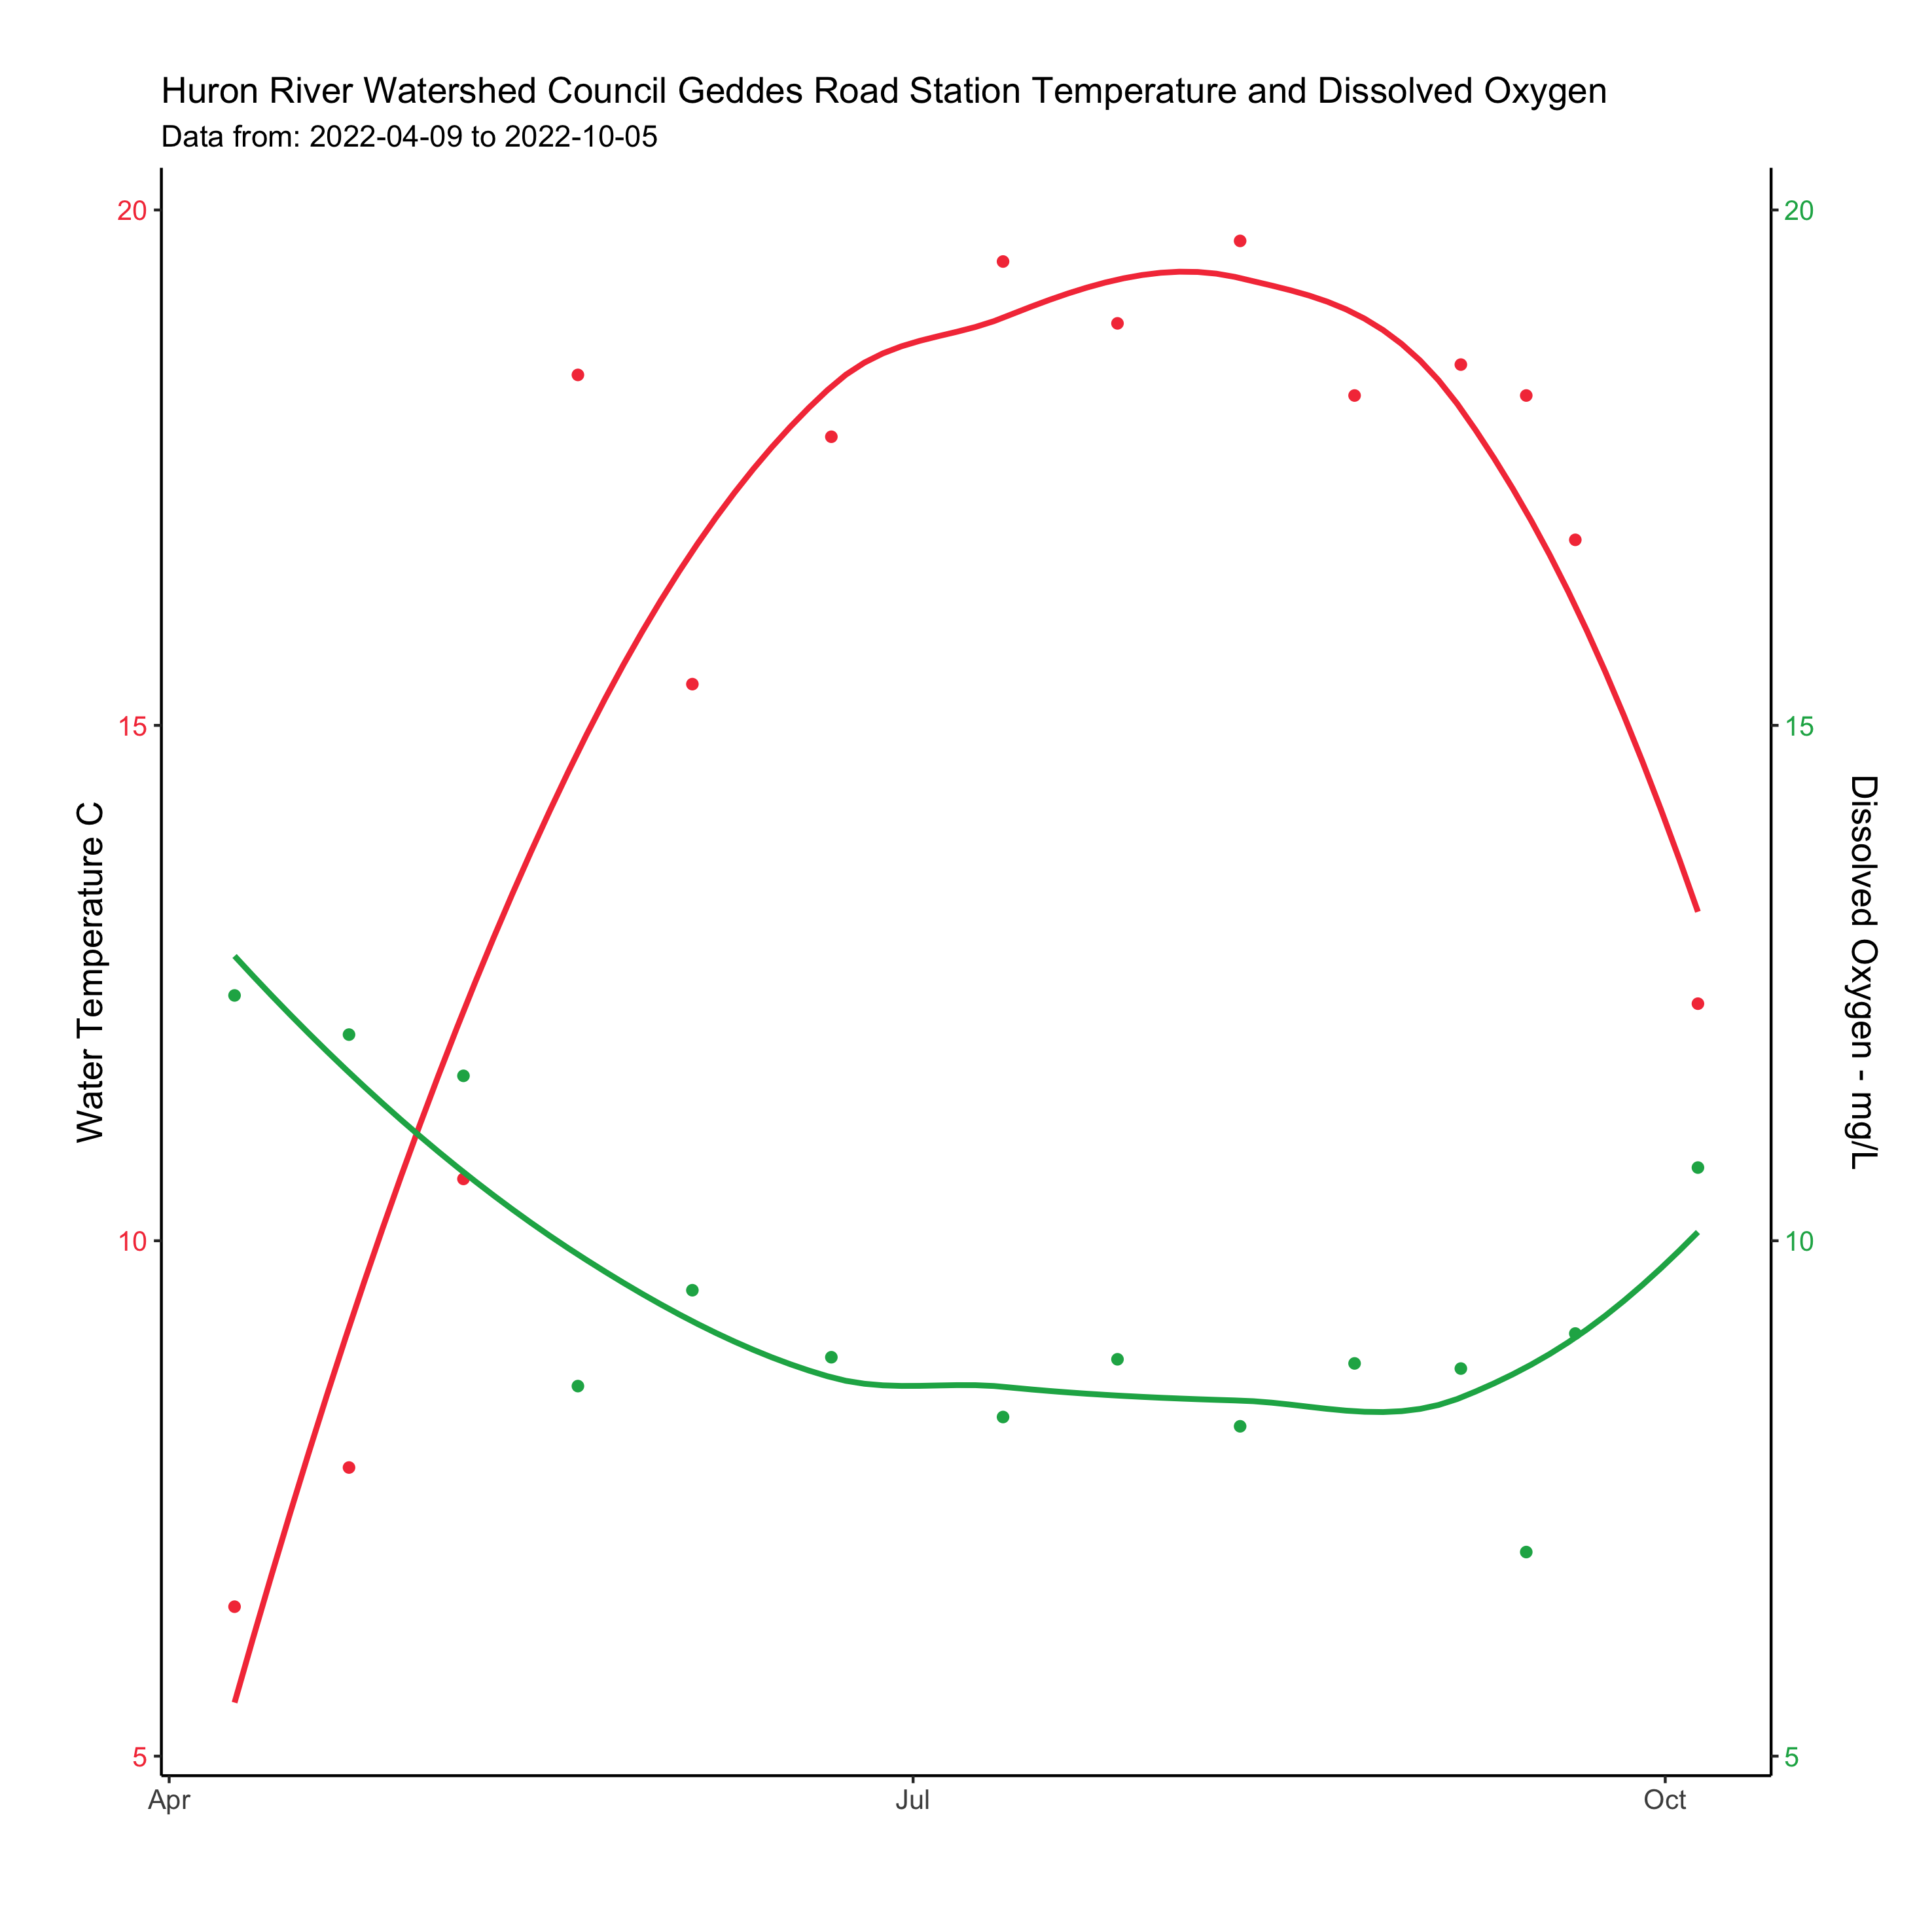 Huron River Watershed Council Geddes Road Station Temperature and Dissolved Oxygen
Data from: 2022-04-09 to 2022-10-05
20
15
10
5
Water Temperature C
20
15
10
5
Dissolved Oxygen - mg/L
Apr
Jul
Oct